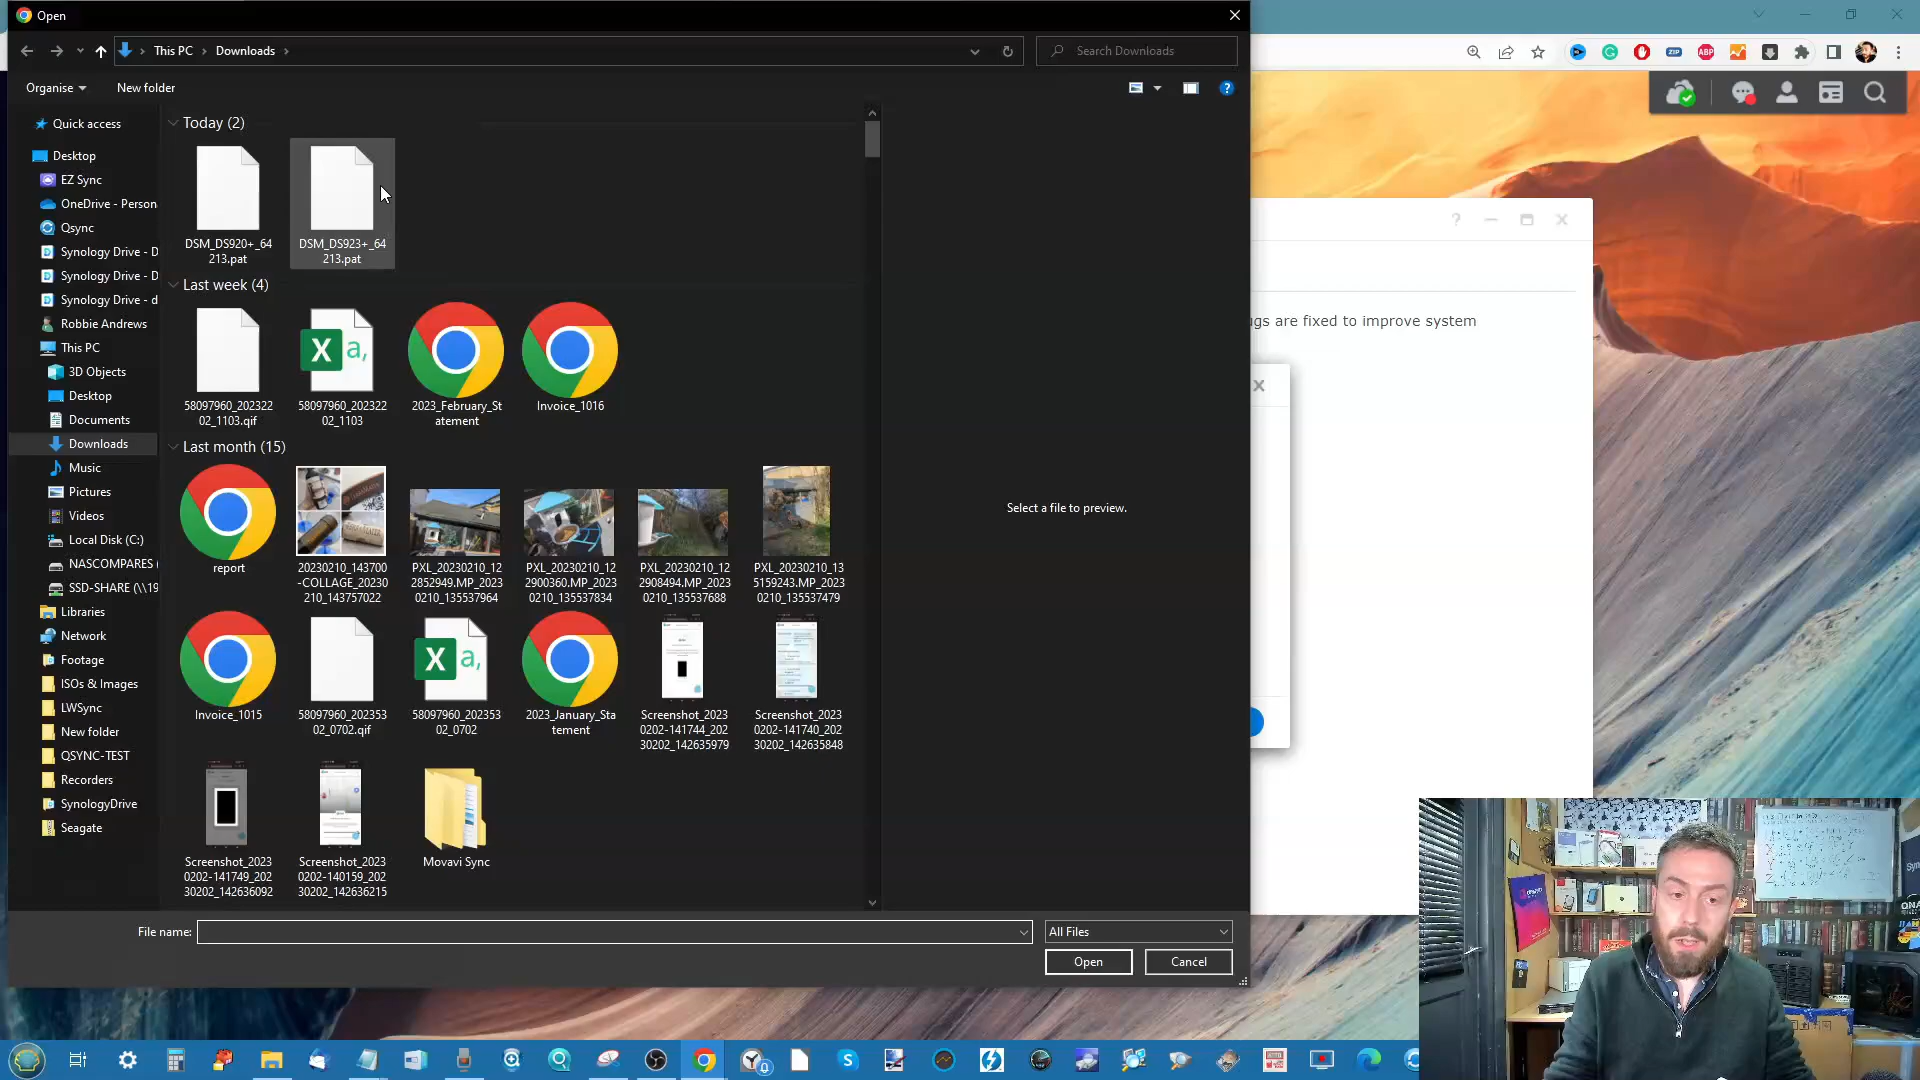 Open
This PC
Downloads
Search Downloads
Organise
New folder
Quick access
Desktop
EZ Sync
OneDrive - Person
Qsync
Synology Drive - D
Synology Drive - D
Synology Drive - d
Robbie Andrews
This PC
3D Objects
Desktop
Documents
Downloads
Music
Pictures
Videos
Local Disk (C:)
NASCOMPARES (
SSD-SHARE (\\19
Libraries
Network
Footage
ISOs & Images
LWSync
New folder
QSYNC-TEST
Recorders
SynologyDrive
Seagate
Today (2)
DSM_DS920+_64
213.pat
DSM_DS923+_64
213.pat
Last week (4)
58097960_202322
02_1103.qif
58097960_202322
02_1103
2023_February_St
atement
Invoice_1016
Last month (15)
report
20230210_143700
-COLLAGE_20230
210_143757022
PXL_20230210_12
2852949.MP_2023
0210_135537964
PXL_20230210_12
2900360.MP_2023
0210_135537834
PXL_20230210_12
2908494.MP_2023
0210_135537688
PXL_20230210_13
5159243.MP_2023
0210_135537479
Invoice_1015
58097960_202353
02_0702.qif
58097960_202353
02_0702
2023_January_Sta
tement
Screenshot_2023
0202-141744_202
30202_142635979
Screenshot_2023
0202-141740_202
30202_142635848
Screenshot_2023
0202-141749_202
30202_142636092
Screenshot_2023
0202-140159_202
30202_142636215
Movavi Sync
Select a file to preview.
File name:
All Files
Open
Cancel
ugs are fixed to improve system
ZIP
ABP